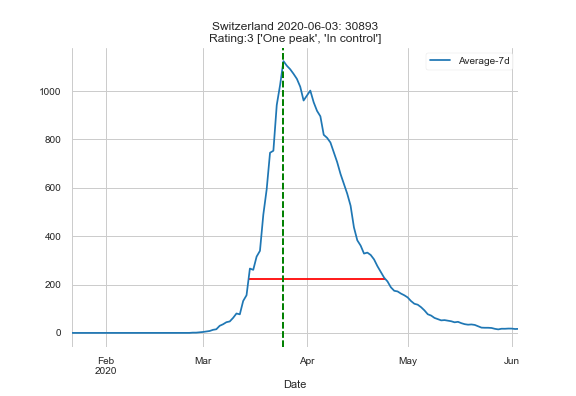 Switzerland 2020-06-03: 30893
Rating:3 ['One peak', 'In control']
Average-7d
1000
800
600
400
200
0
Feb
2020
Mar
Apr
May
Jun
Date